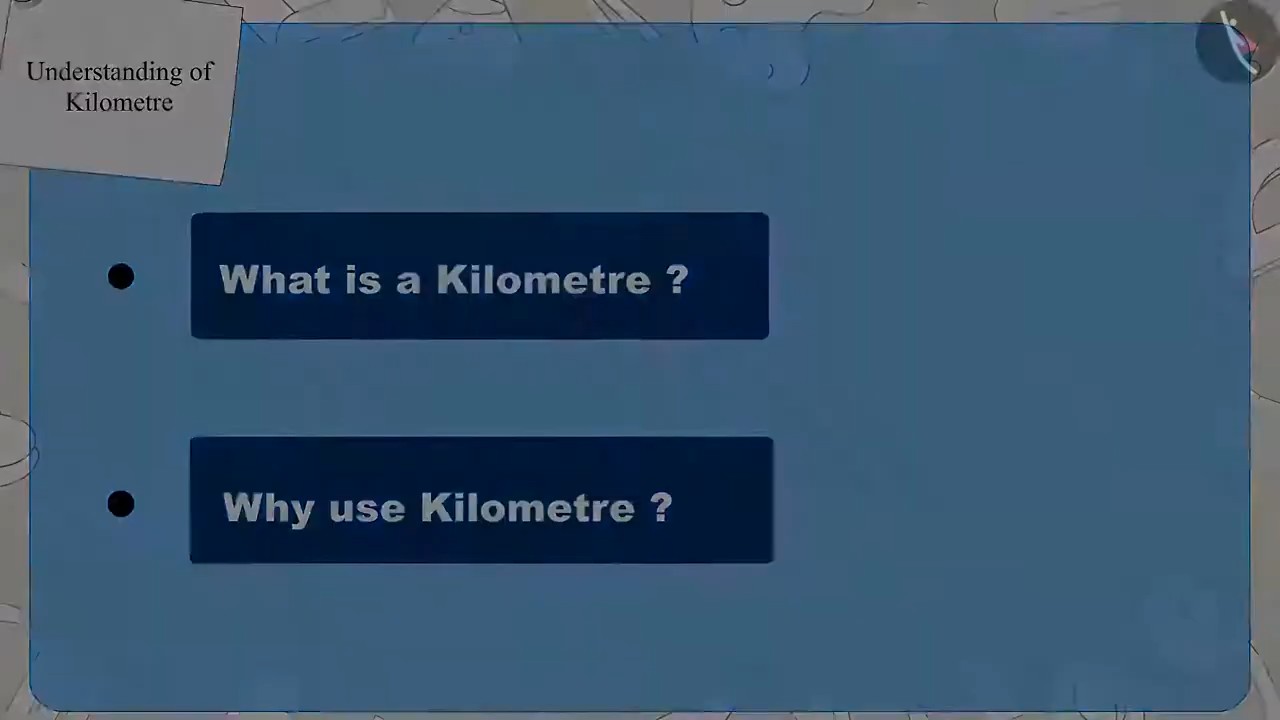 Understanding of
Kilometre
What is a Kilometre ?
Why use Kilometre ?